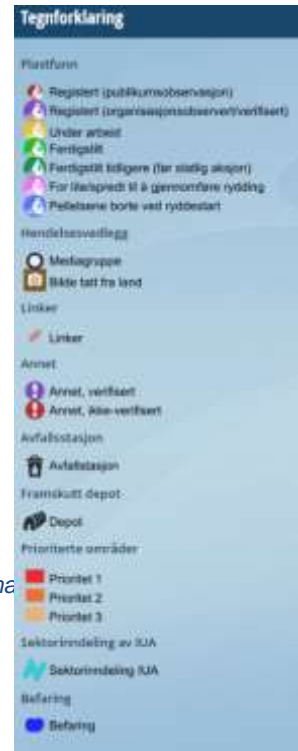 Tegnforklaring
Plastfunn
Registert (publikumsobservasjon)
Registert (organisasjonsobservert/verifisert)
Under arbeid
Ferdigstilt
Ferdigstilt tidligere (før statlig aksjon)
For lite/spredt til å gjennomføre rydding
Pelletsene borte ved ryddestart
Hendelsesvedlegg
Mediagruppe
Bilde tatt fra land
Linker
Linker
Annet
Annet, verifisert
Annet, ikke-verifisert
Avfallsstasjon
Avfallstasjon
Framskutt depot
Depot
Prioriterte områder
Prioritet 1
Prioritet 2
Prioritet 3
Sektorinndeling av IUA
Sektorinndeling IUA
Befaring
Befaring